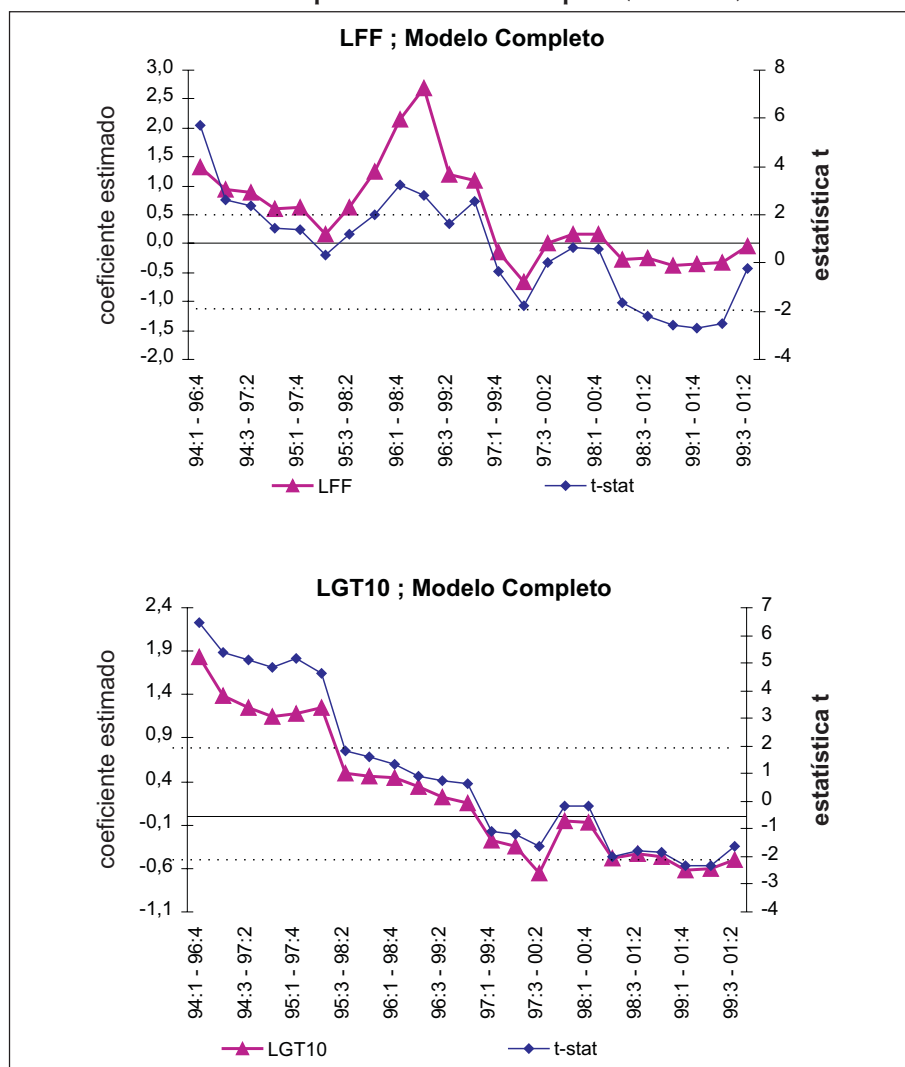 LFF ; Modelo Completo
coeficiente estimado
3,0
2,5
2,0
1,5
1,0
0,5
0,0
-0,5
-1,0
-1,5
-2,0
8
6
4
2
0
-2
-4
estatística t
94:1 - 96:4
94:3 - 97:2
95:1 - 97:4
95:3 - 98:2
96:1 - 98:4
96:3 - 99:2
97:1 - 99:4
97:3 - 00:2
98:1 - 00:4
98:3 - 01:2
99:1 - 01:4
99:3 - 01:2
LFF
t-stat
LGT10 ; Modelo Completo
coeficiente estimado
2,4
1,9
1,4
0,9
0,4
-0,1
-0,6
-1,1
7
6
5
4
3
2
1
0
-1
-2
-3
-4
estatística t
94:1 - 96:4
94:3 - 97:2
95:1 - 97:4
95:3 - 98:2
96:1 - 98:4
96:3 - 99:2
97:1 - 99:4
97:3 - 00:2
98:1 - 00:4
98:3 - 01:2
99:1 - 01:4
99:3 - 01:2
LGT10
t-stat